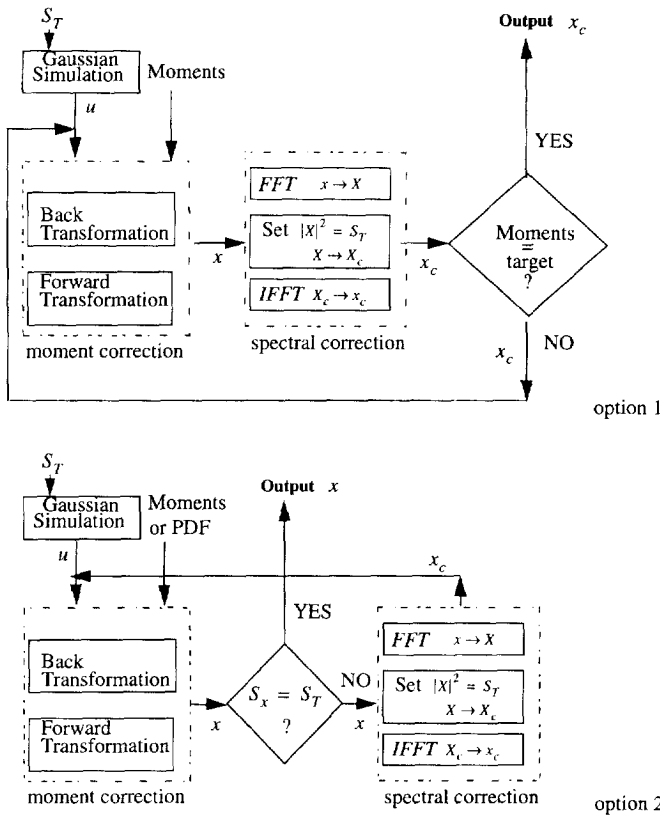 S_T
Gaussian
Simulation
Moments
u
Back
Transformation
Forward
Transformation
moment correction
x
FFT x → X
Set |X|² = S_T
X → X_c
IFFT X_c → x_c
spectral correction
x_c
Output x_c
YES
Moments
=
target
?
NO
x_c
option 1
S_T
Gaussian
Simulation
Moments
or PDF
u
Back
Transformation
Forward
Transformation
moment correction
x
Output x
YES
S_x = S_T
?
NO
x
x_c
FFT x → X
Set |X|² = S_T
X → X_c
IFFT X_c → x_c
spectral correction
option 2